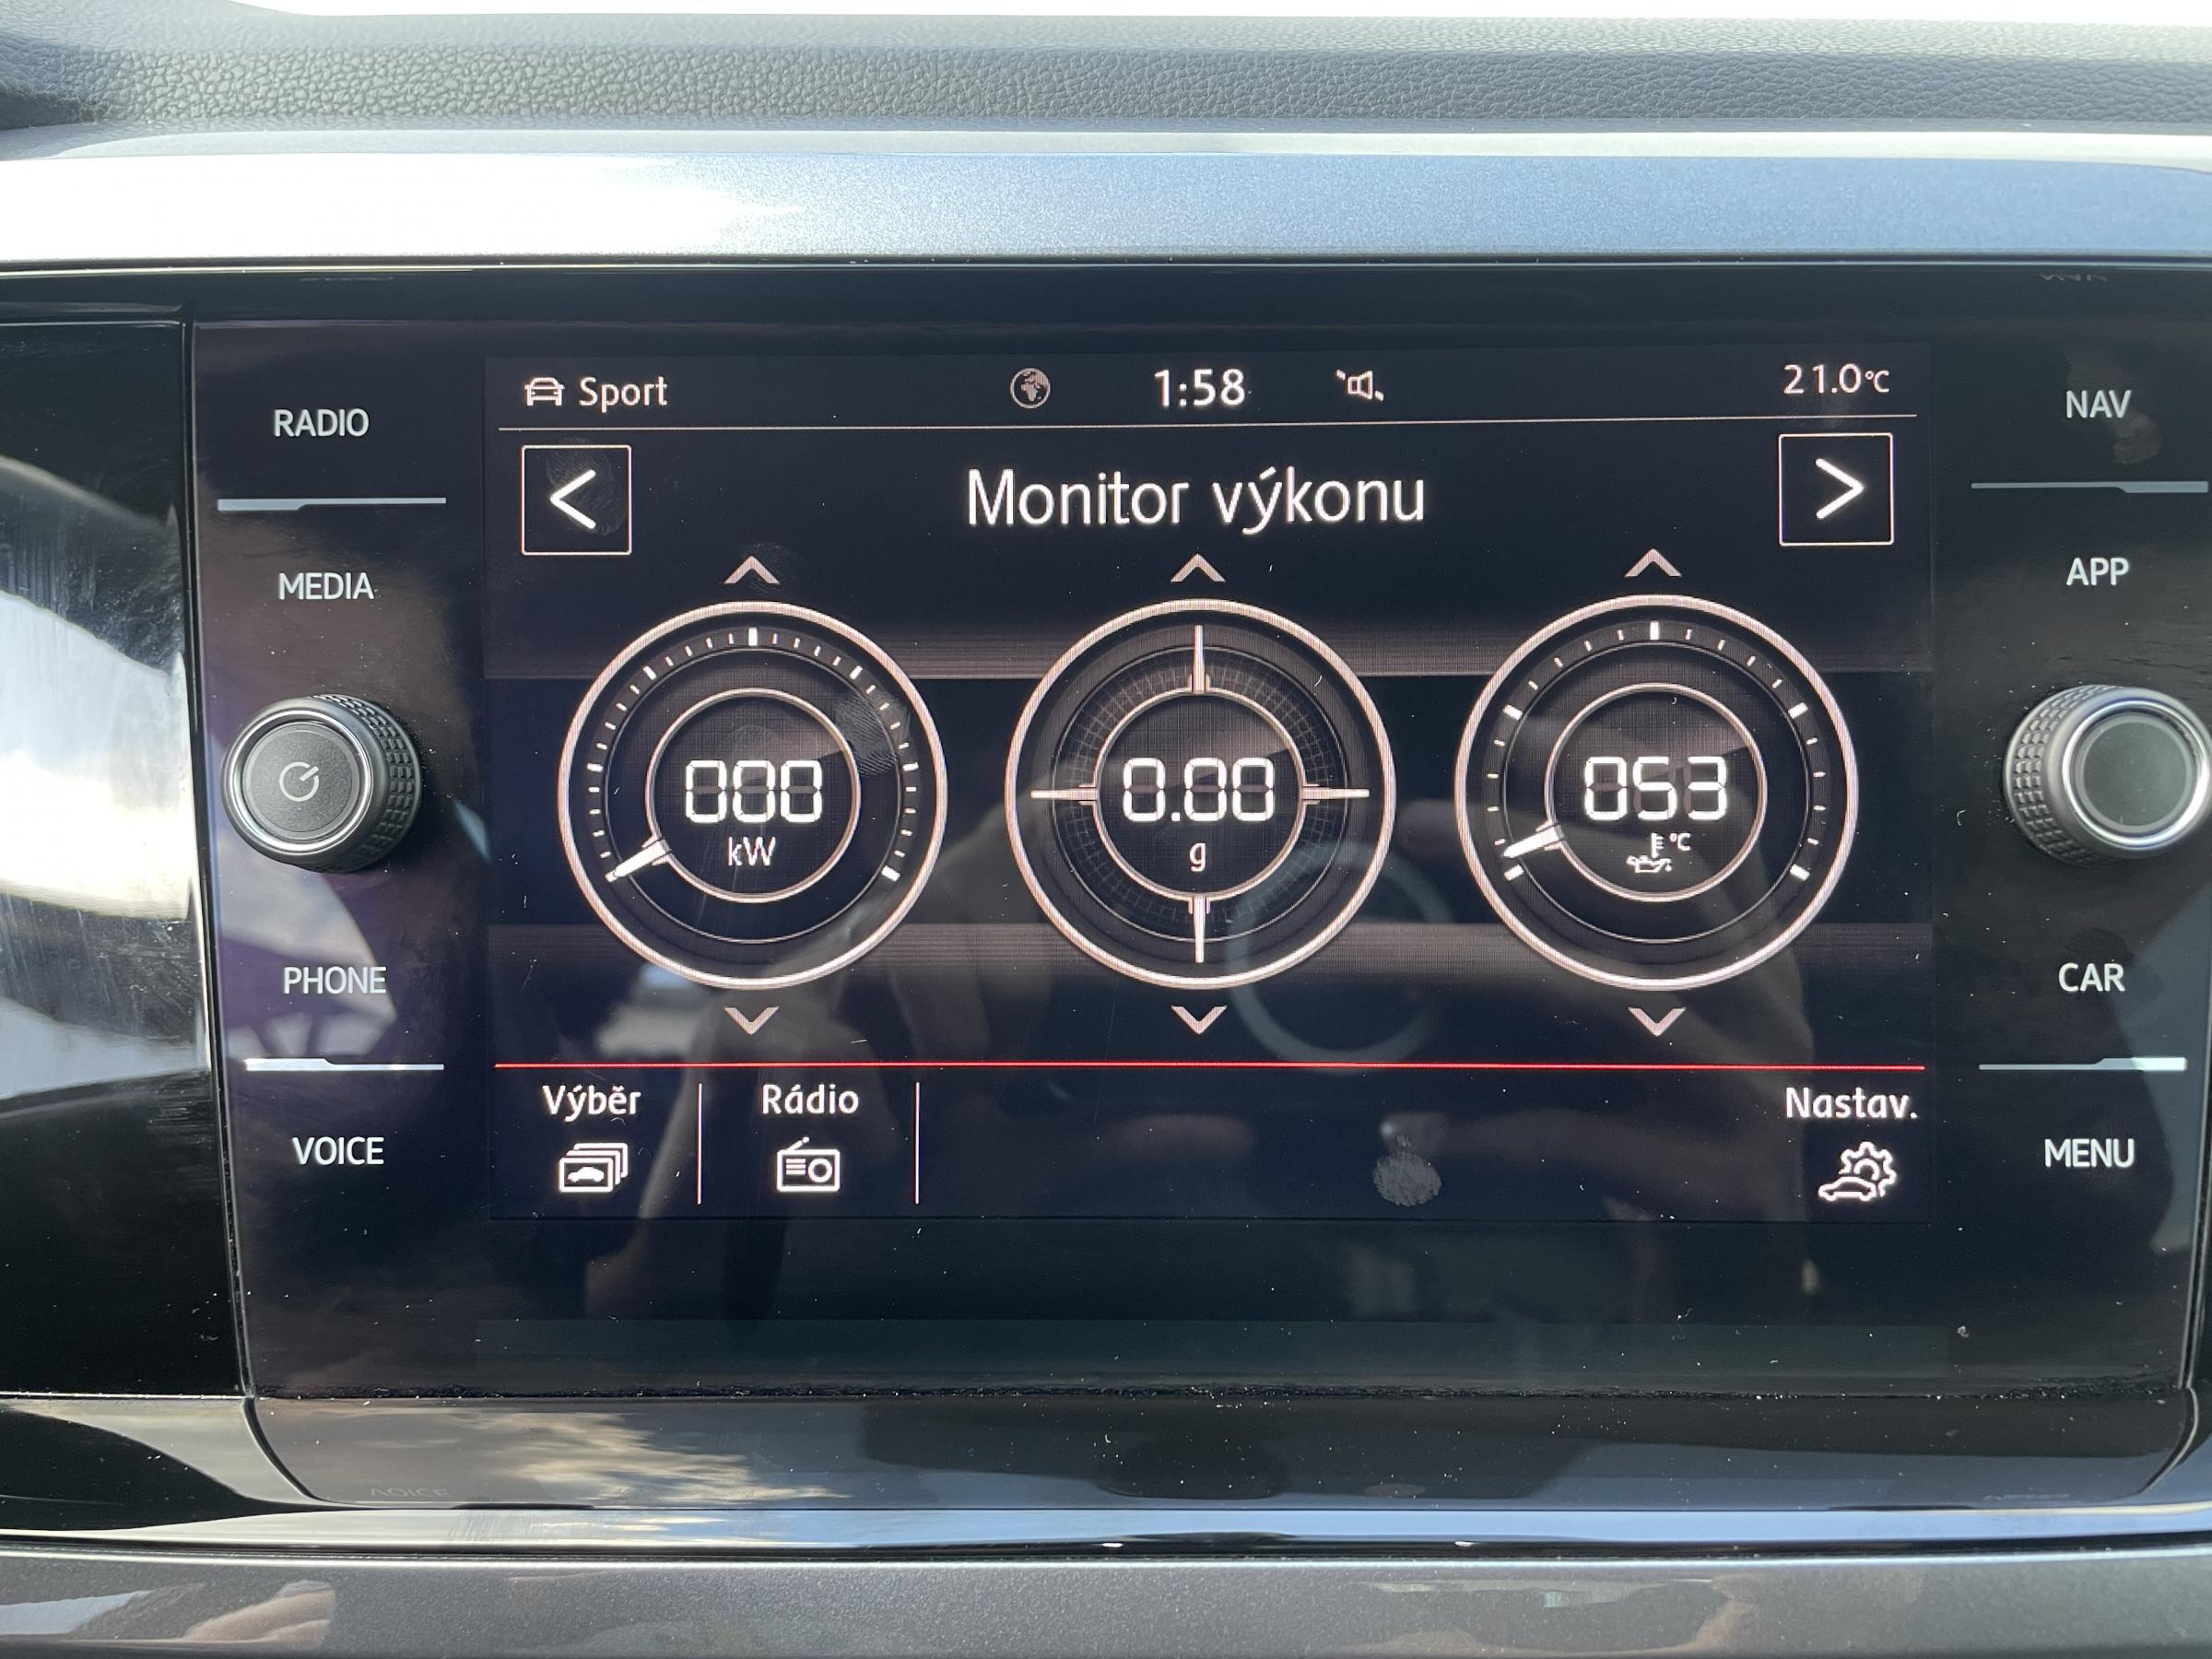 Sport 1:58 21.0°C
RADIO
NAV
Monitor výkonu
MEDIA
APP
000
kW
0.00
g
053
°C
PHONE
CAR
Výběr Rádio Nastav.
VOICE
MENU